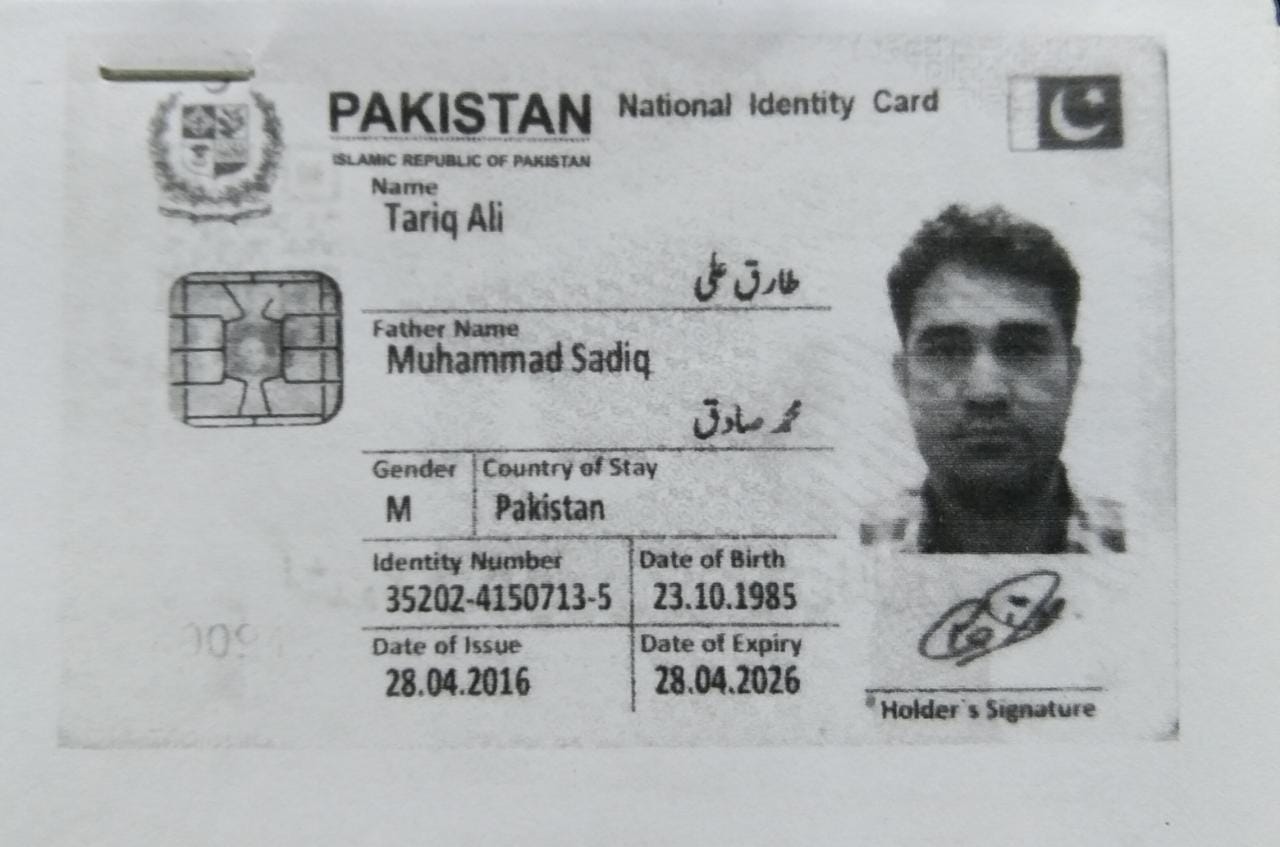 PAKISTAN National Identity Card
ISLAMIC REPUBLIC OF PAKISTAN
Name
Tariq Ali
طارق علی
Father Name
Muhammad Sadiq
محمد صادق
Gender Country of Stay
M Pakistan
Identity Number Date of Birth
35202-4150713-5 23.10.1985
Date of Issue Date of Expiry
28.04.2016 28.04.2026
Holder's Signature